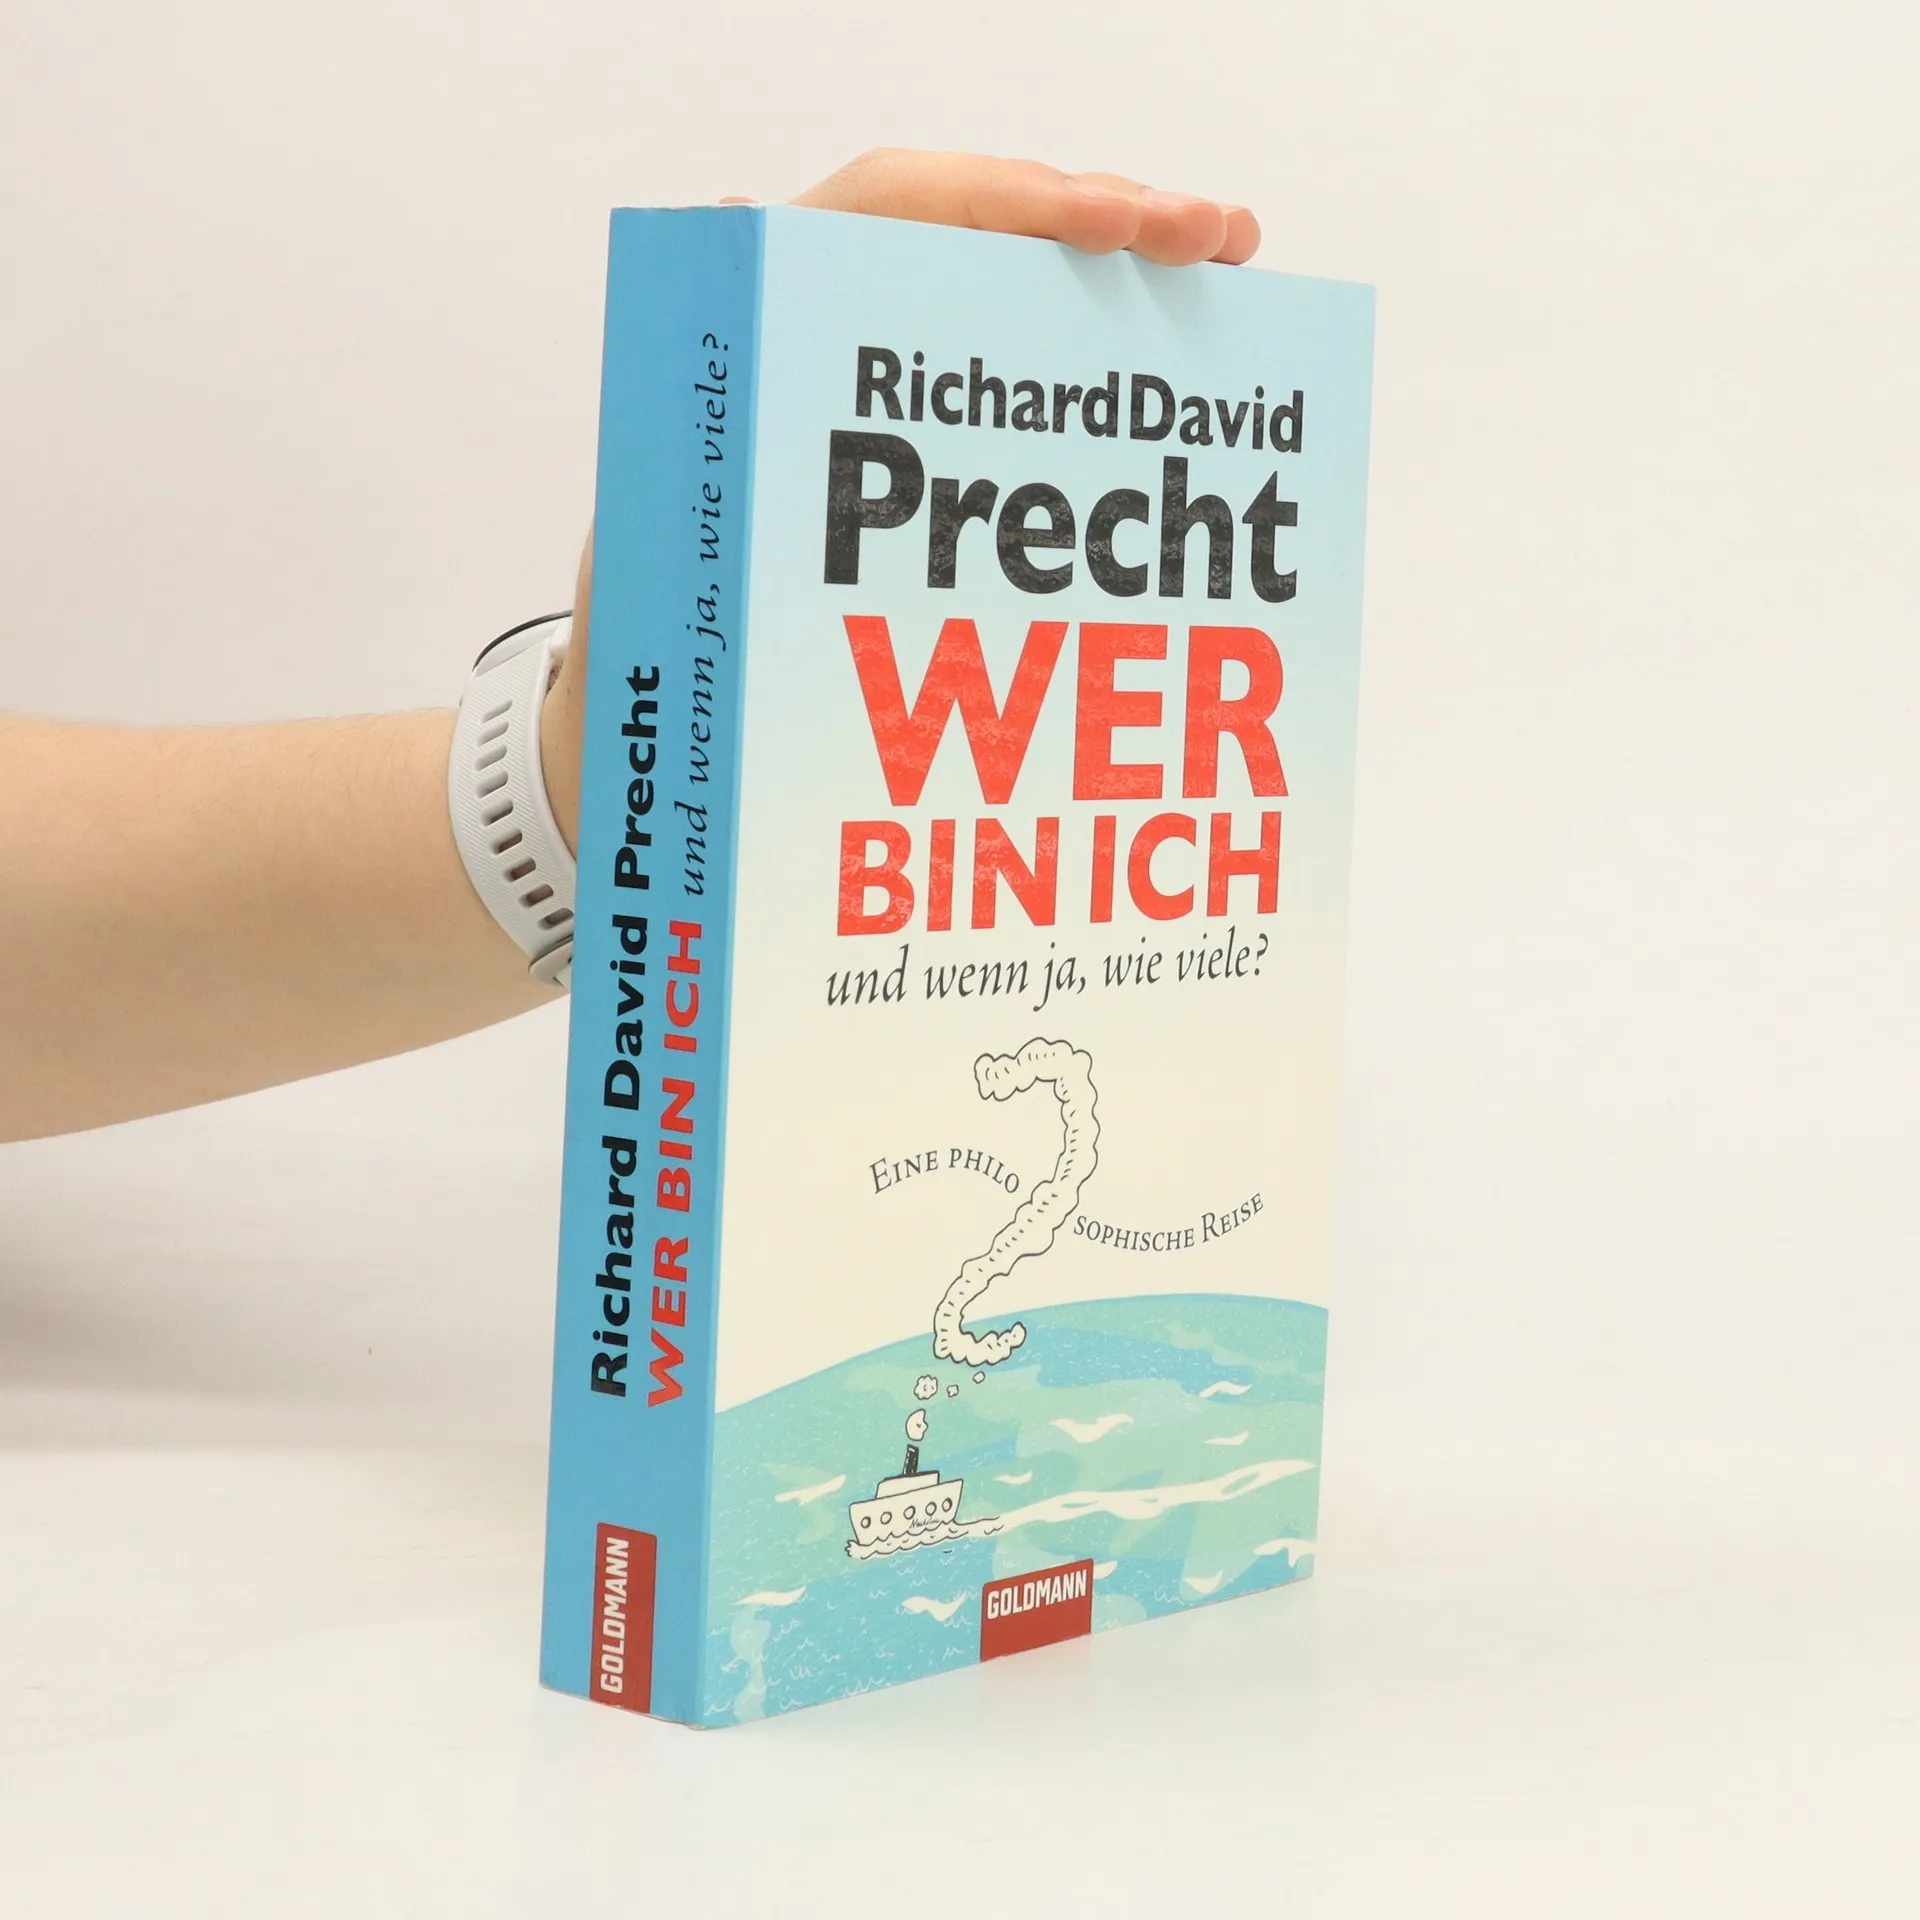 Richard David Precht
WER BIN ICH und wenn ja, wie viele?
GOLDMANN
Richard David
Precht
WER
BIN ICH
und wenn ja, wie viele?
EINE PHILO
SOPHISCHE REISE
GOLDMANN